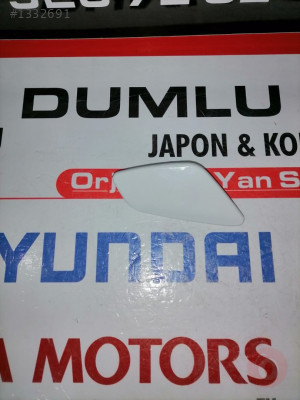 #1332691
DUMLU
JAPON & KO
Ori Yan S
YUNDAI
MOTORS